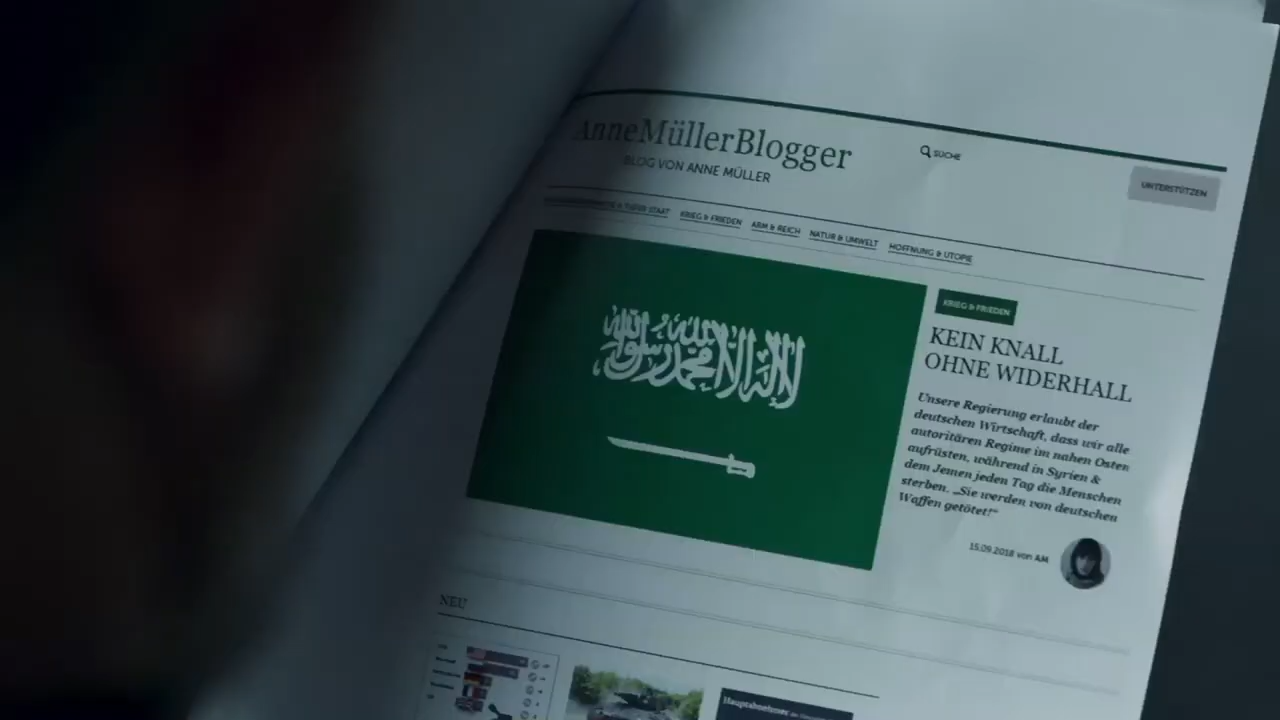 AnneMüllerBlogger
BLOG VON ANNE MÜLLER
SUCHE
UNTERSTÜTZEN
TIEFER STAAT
KRIEG & FRIEDEN
ARM & REICH
NATUR & UMWELT
HOFFNUNG & UTOPIE
لا إله إلا الله محمد رسول الله
KRIEG & FRIEDEN
KEIN KNALL
OHNE WIDERHALL
Unsere Regierung erlaubt der
deutschen Wirtschaft, dass wir alle
autoritären Regime im nahen Osten
aufrüsten, während in Syrien &
dem Jemen jeden Tag die Menschen
sterben. „Sie werden von deutschen
Waffen getötet!“
15.09.2018 von AM
NEU
Hauptabnehmer